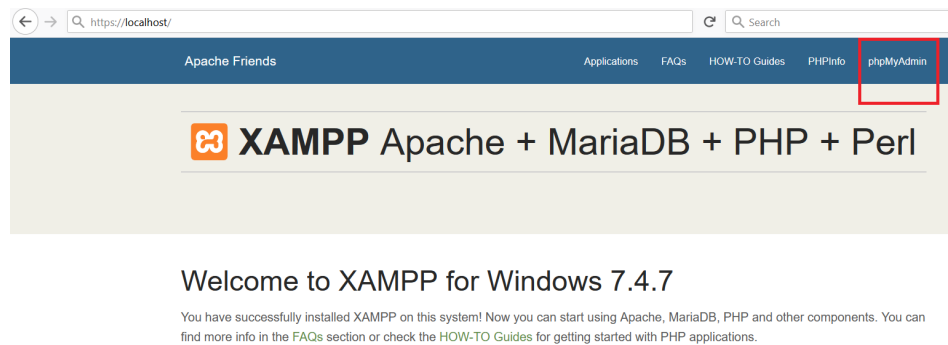 https://localhost/ Search
Apache Friends Applications FAQs HOW-TO Guides PHPInfo phpMyAdmin
XAMPP Apache + MariaDB + PHP + Perl
Welcome to XAMPP for Windows 7.4.7
You have successfully installed XAMPP on this system! Now you can start using Apache, MariaDB, PHP and other components. You can
find more info in the FAQs section or check the HOW-TO Guides for getting started with PHP applications.